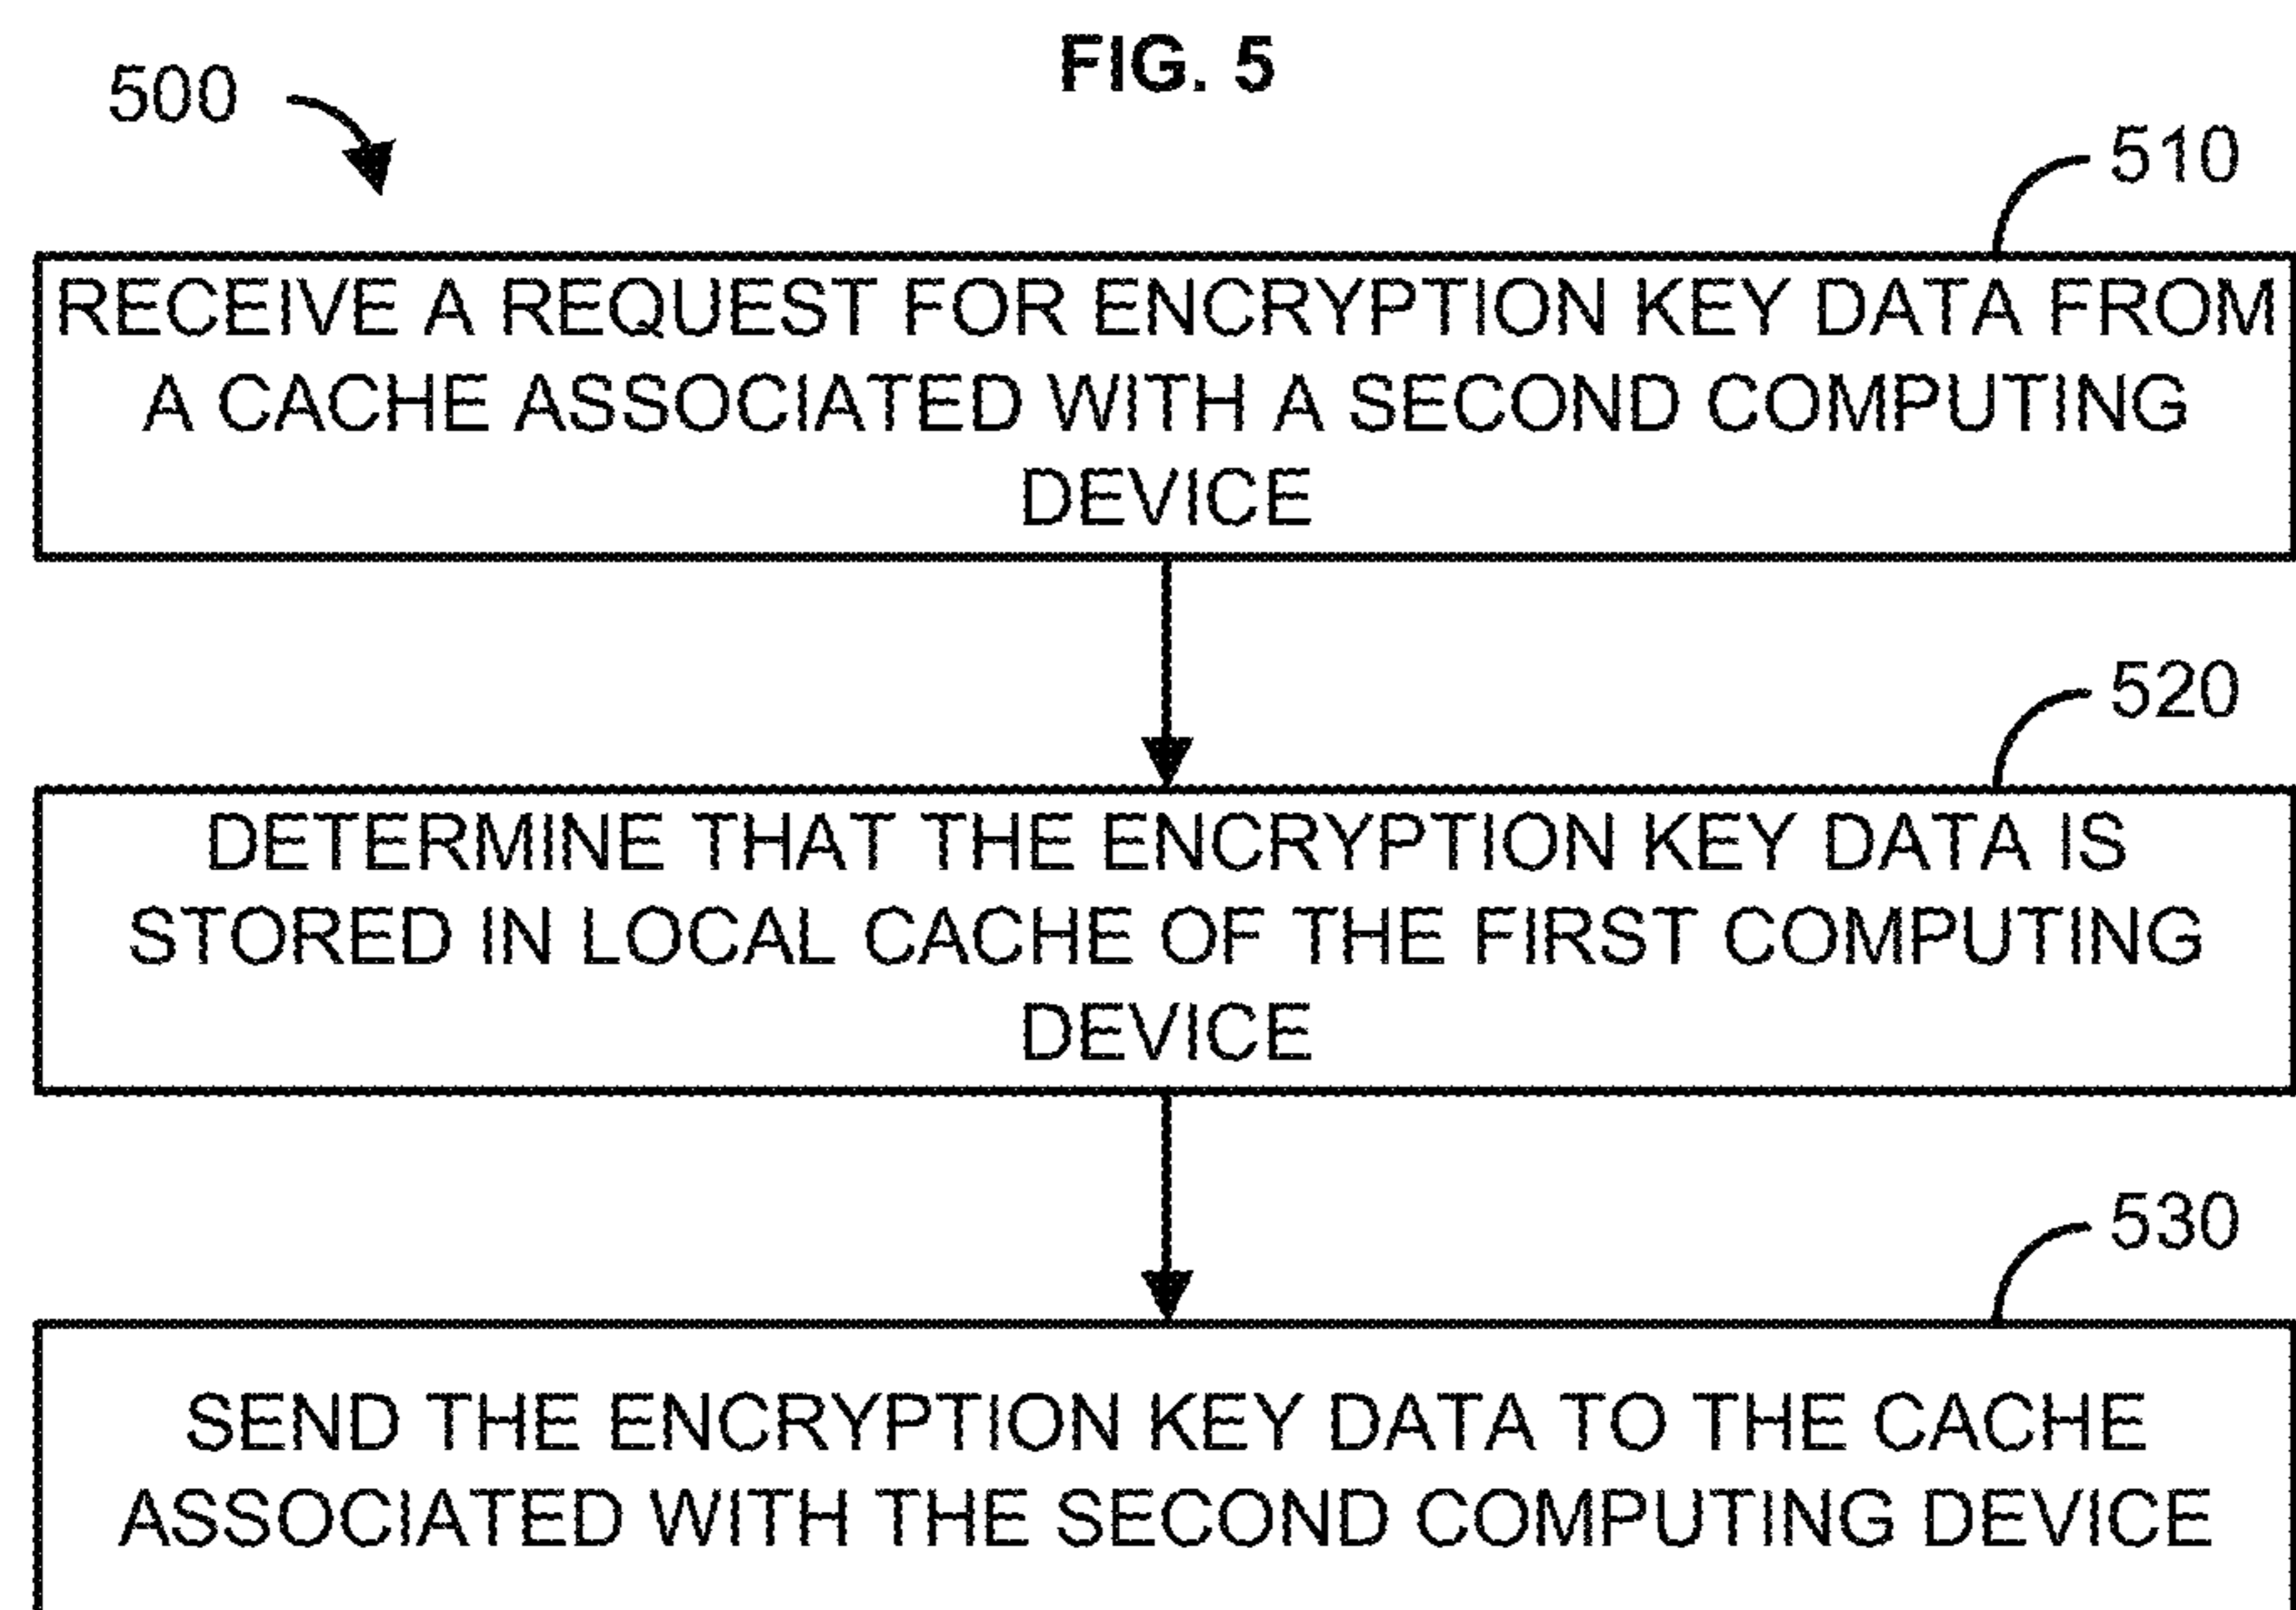 FIG. 5
500
510
RECEIVE A REQUEST FOR ENCRYPTION KEY DATA FROM
A CACHE ASSOCIATED WITH A SECOND COMPUTING
DEVICE
520
DETERMINE THAT THE ENCRYPTION KEY DATA IS
STORED IN LOCAL CACHE OF THE FIRST COMPUTING
DEVICE
530
SEND THE ENCRYPTION KEY DATA TO THE CACHE
ASSOCIATED WITH THE SECOND COMPUTING DEVICE